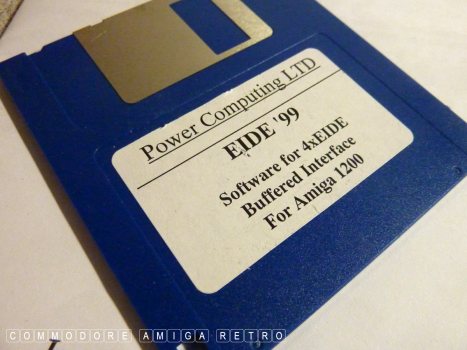 Power Computing LTD
EIDE '99
Software for 4xEIDE
Buffered Interface
For Amiga 1200
COMMODORE AMIGA RETRO